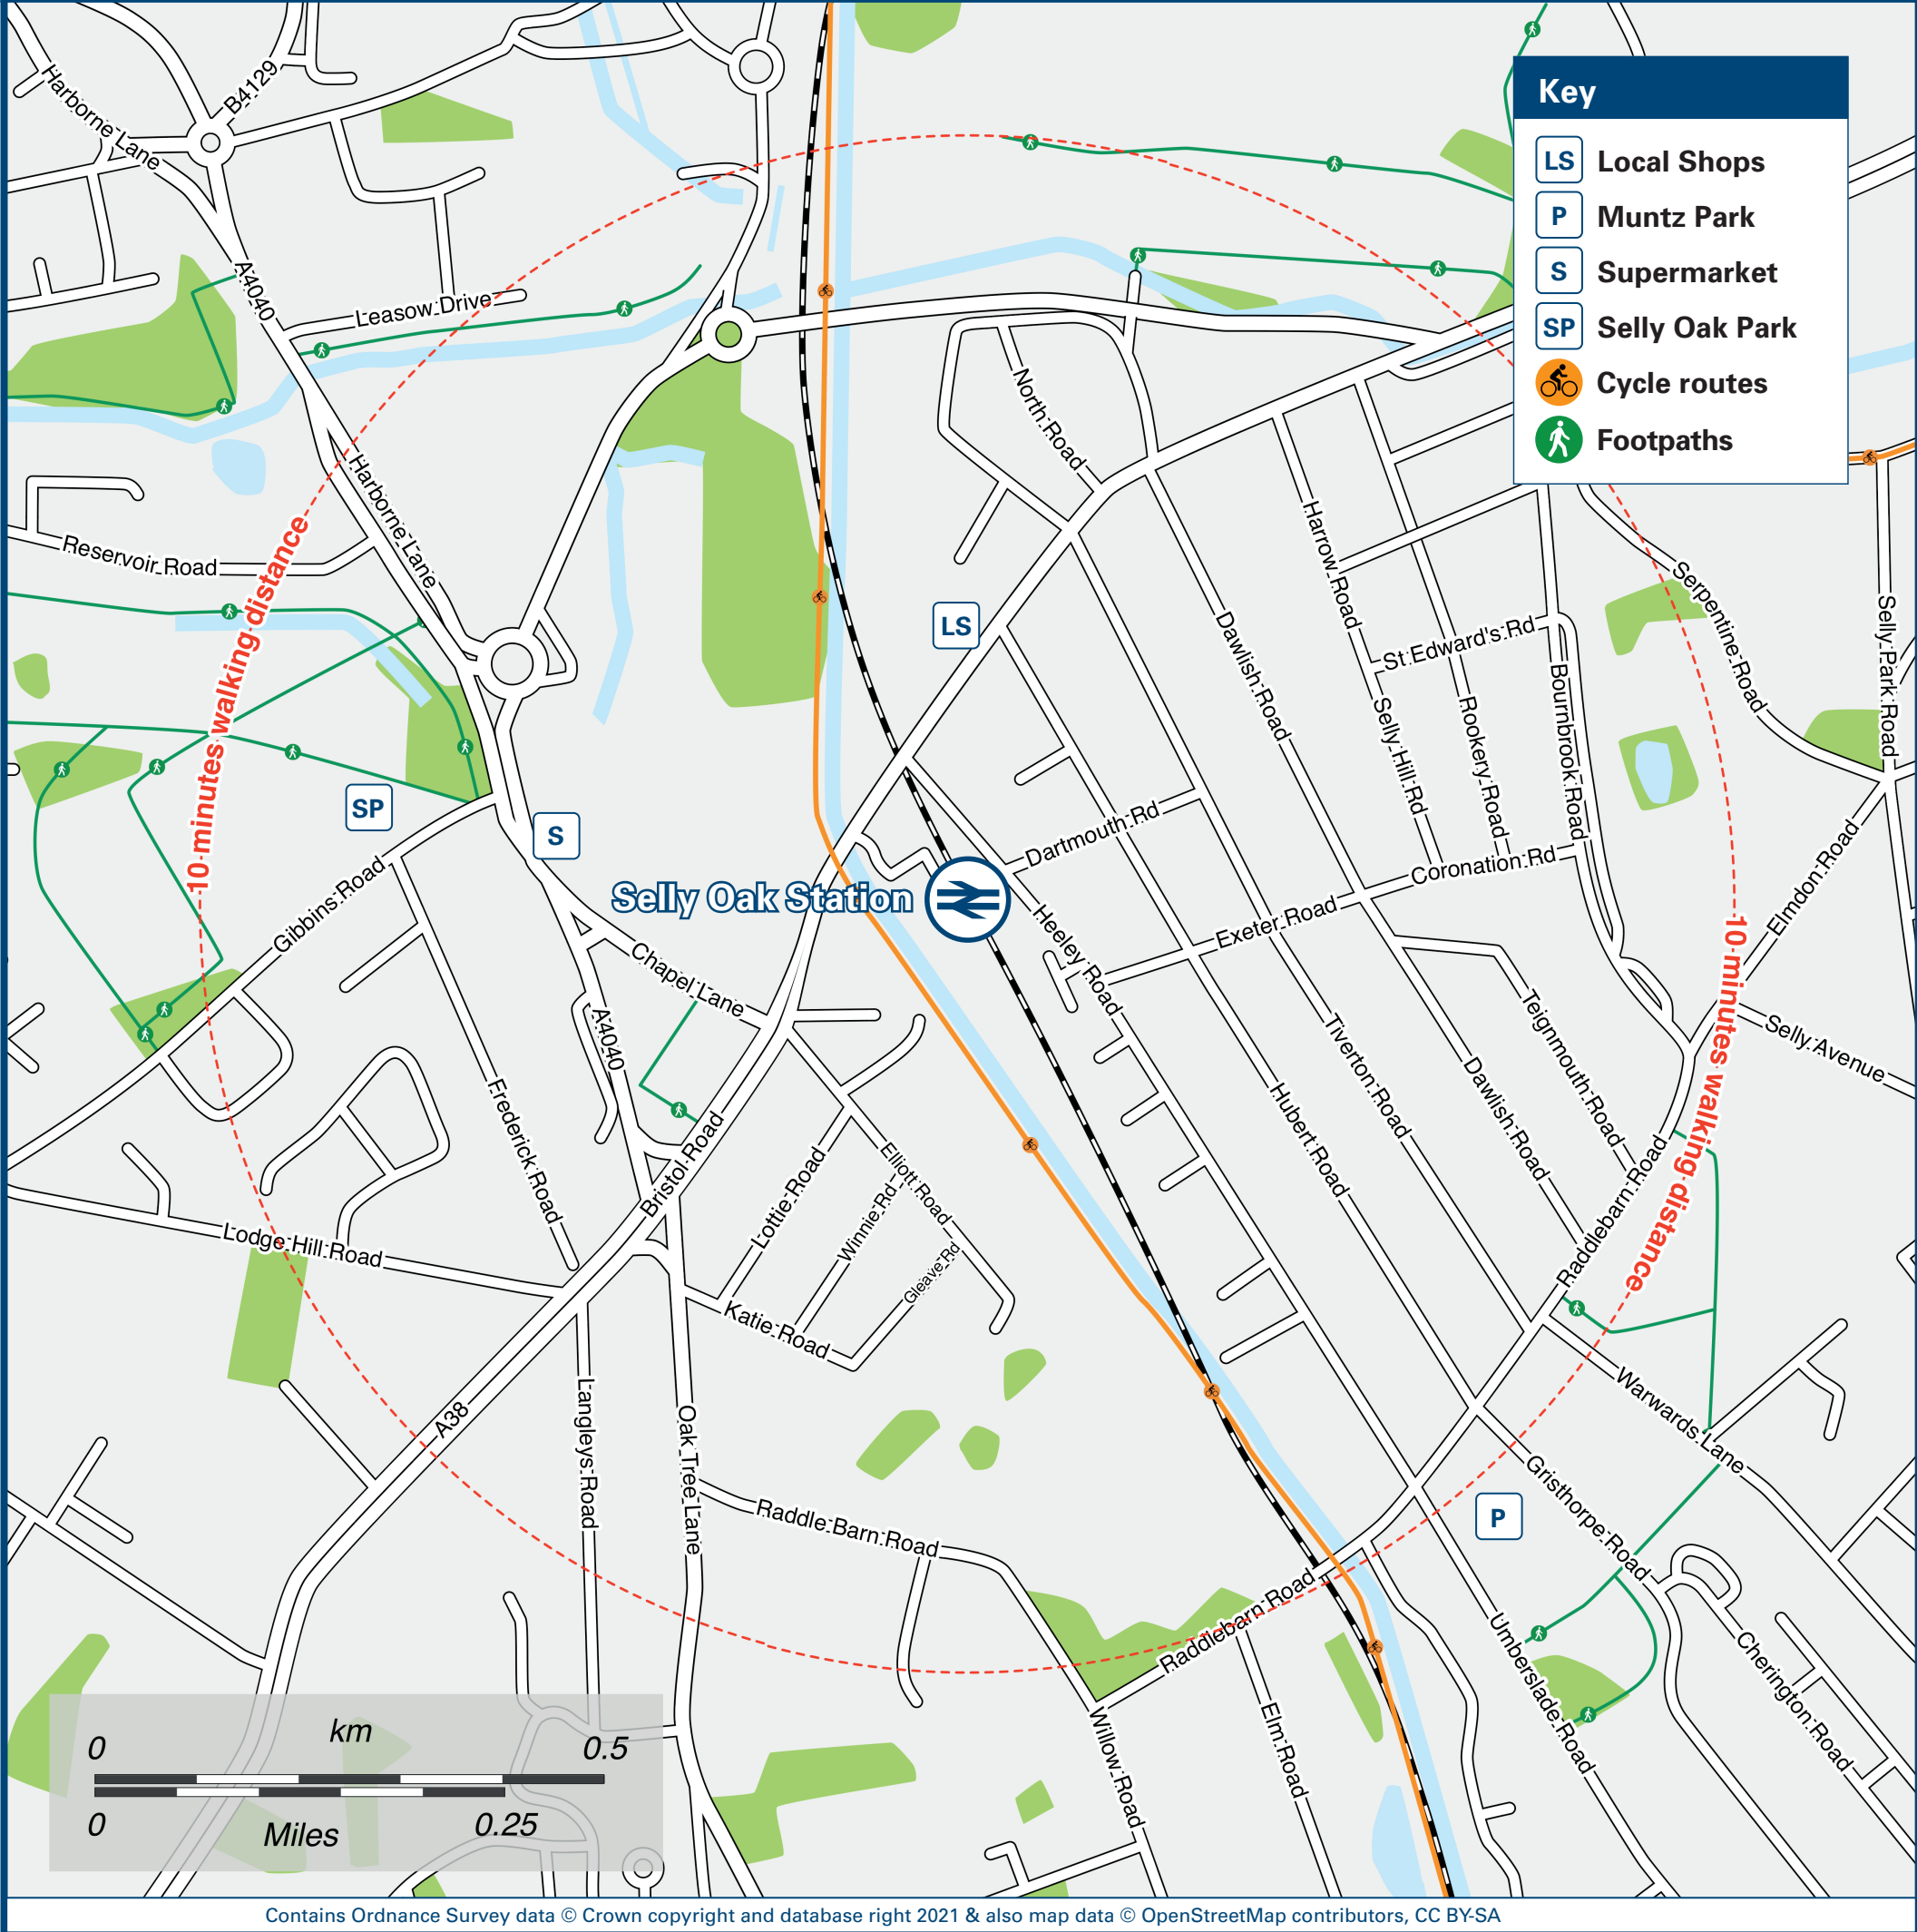 Key
LS Local Shops
P Muntz Park
S Supermarket
SP Selly Oak Park
Cycle routes
Footpaths
B4129
Harborne Lane
A4040
Leasow Drive
North Road
Harborne Lane
Reservoir Road
10 minutes walking distance
Harrow Road
Serpentine Road
Selly Park Road
LS
Dawlish Road
St Edward's Rd
Bournbrook Road
Selly Hill Rd
Rookery Road
SP
S
Dartmouth Rd
Coronation Rd
Elmdon Road
Selly Oak Station
Gibbins Road
Exeter Road
Heeley Road
Chapel Lane
10 minutes walking distance
Selly Avenue
Teignmouth Road
Tiverton Road
A4040
Frederick Road
Hubert Road
Dawlish Road
Bristol Road
Elliott Road
Lottie Road
Winnie Rd
Gleave Rd
Raddlebarn Road
Lodge Hill Road
Katie Road
Warwards Lane
A38
Langleys Road
Oak Tree Lane
Raddle Barn Road
P
Gristhorpe Road
Raddlebarn Road
Umberslade Road
Cherington Road
Willow Road
Elm Road
km
0 0.5
0 0.25
Miles
Contains Ordnance Survey data © Crown copyright and database right 2021 & also map data © OpenStreetMap contributors, CC BY-SA